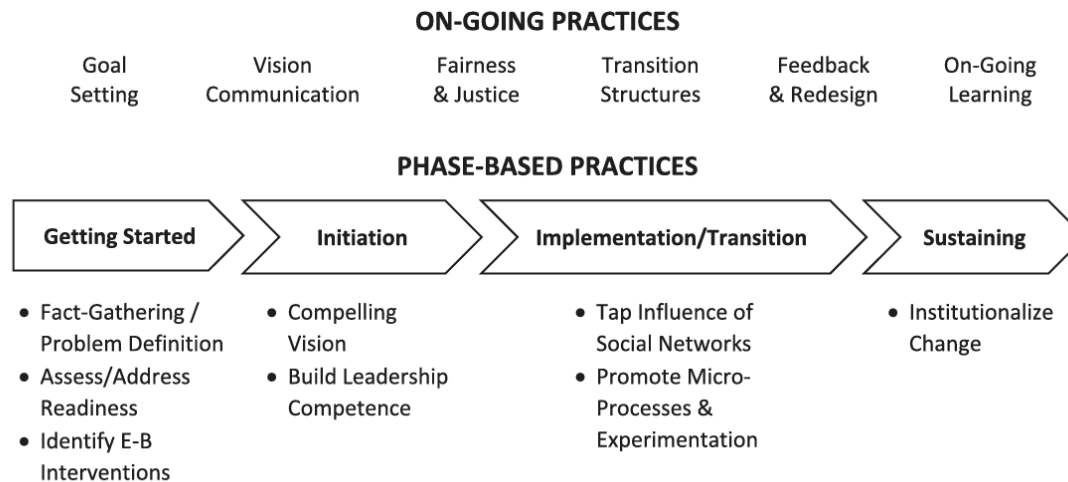 ON-GOING PRACTICES
Goal
Setting
Vision
Communication
Fairness
& Justice
Transition
Structures
Feedback
& Redesign
On-Going
Learning
PHASE-BASED PRACTICES
Getting Started
Initiation
Implementation/Transition
Sustaining
• Fact-Gathering /
Problem Definition
• Assess/Address
Readiness
• Identify E-B
Interventions
• Compelling
Vision
• Build Leadership
Competence
• Tap Influence of
Social Networks
• Promote Micro-
Processes &
Experimentation
• Institutionalize
Change